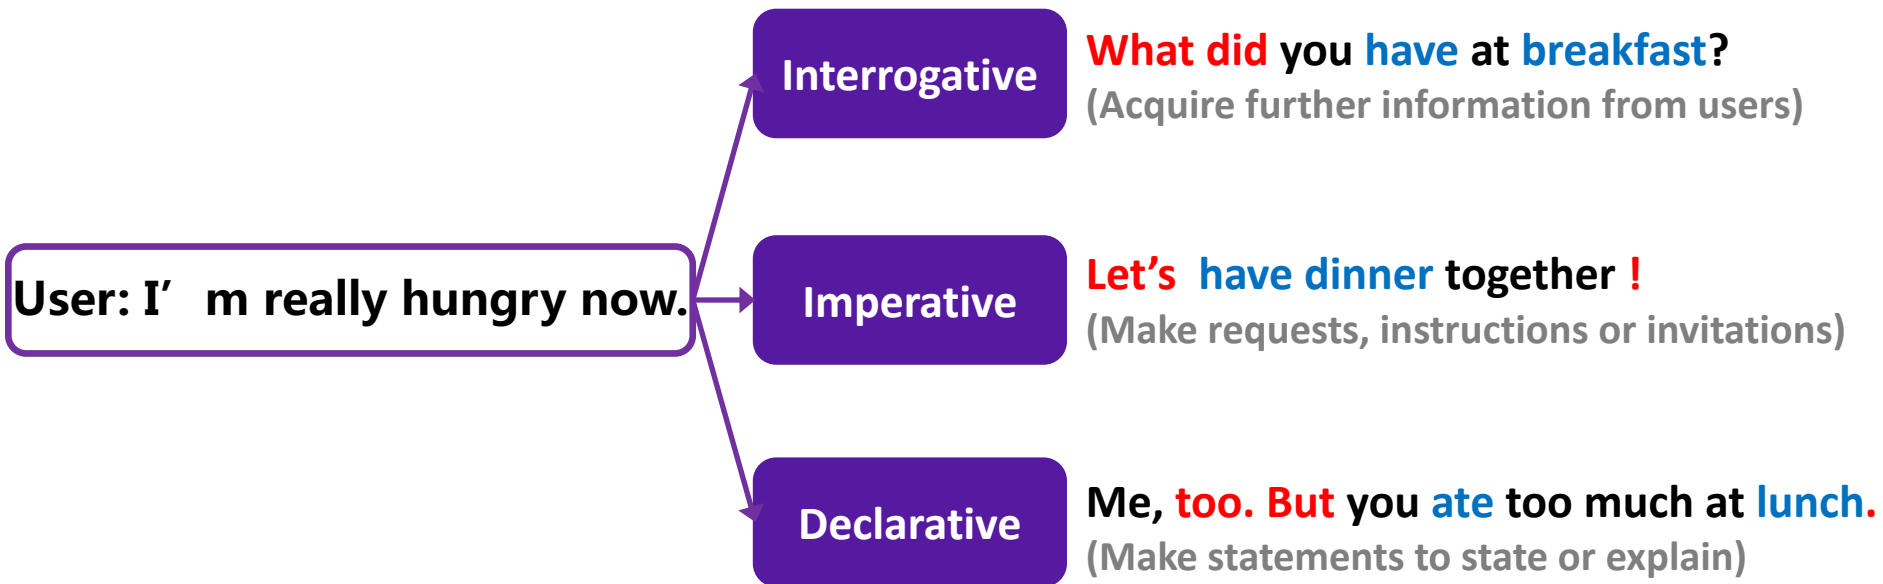 User: I’ m really hungry now.
Interrogative
What did you have at breakfast?
(Acquire further information from users)
Imperative
Let’s have dinner together !
(Make requests, instructions or invitations)
Declarative
Me, too. But you ate too much at lunch.
(Make statements to state or explain)